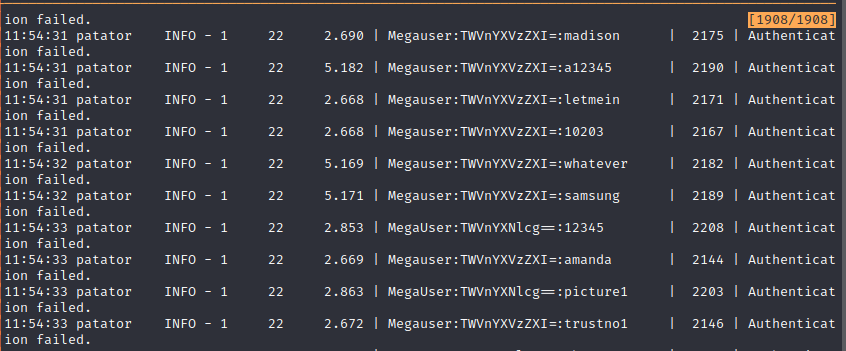 ion failed. [1908/1908]
11:54:31 patator INFO - 1 22 2.690 | Megauser:TWVnYXVzZXI=:madison | 2175 | Authenticat
ion failed.
11:54:31 patator INFO - 1 22 5.182 | Megauser:TWVnYXVzZXI=:a12345 | 2190 | Authenticat
ion failed.
11:54:31 patator INFO - 1 22 2.668 | Megauser:TWVnYXVzZXI=:letmein | 2171 | Authenticat
ion failed.
11:54:31 patator INFO - 1 22 2.668 | Megauser:TWVnYXVzZXI=:10203 | 2167 | Authenticat
ion failed.
11:54:32 patator INFO - 1 22 5.169 | Megauser:TWVnYXVzZXI=:whatever | 2182 | Authenticat
ion failed.
11:54:32 patator INFO - 1 22 5.171 | Megauser:TWVnYXVzZXI=:samsung | 2189 | Authenticat
ion failed.
11:54:33 patator INFO - 1 22 2.853 | MegaUser:TWVnYXNlcg==:12345 | 2208 | Authenticat
ion failed.
11:54:33 patator INFO - 1 22 2.669 | Megauser:TWVnYXVzZXI=:amanda | 2144 | Authenticat
ion failed.
11:54:33 patator INFO - 1 22 2.863 | MegaUser:TWVnYXNlcg==:picture1 | 2203 | Authenticat
ion failed.
11:54:33 patator INFO - 1 22 2.672 | Megauser:TWVnYXVzZXI=:trustno1 | 2146 | Authenticat
ion failed.